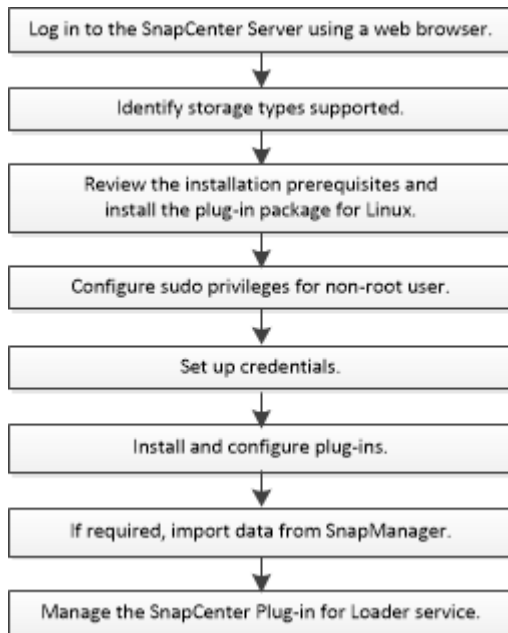 Log in to the SnapCenter Server using a web browser.
Identify storage types supported.
Review the installation prerequisites and
install the plug-in package for Linux.
Configure sudo privileges for non-root user.
Set up credentials.
Install and configure plug-ins.
If required, import data from SnapManager.
Manage the SnapCenter Plug-in for Loader service.